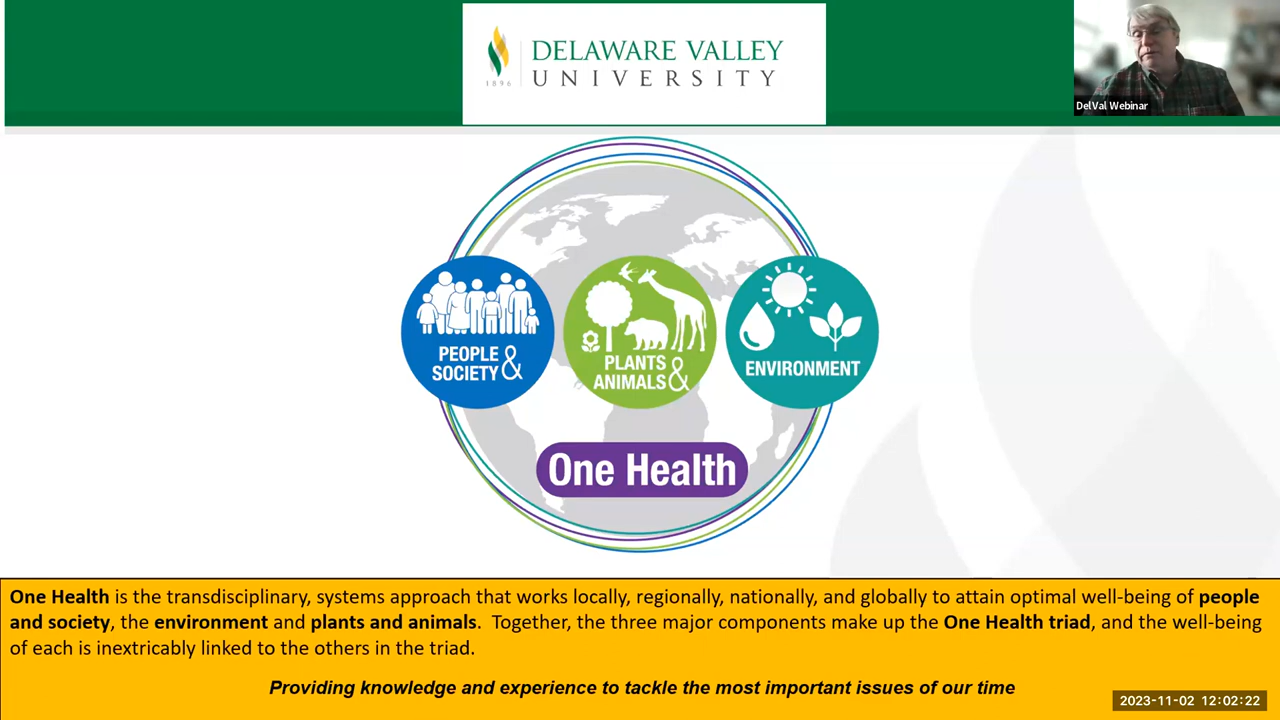 DELAWARE VALLEY
1896
UNIVERSITY
DelVal Webinar
PEOPLE &
SOCIETY
PLANTS
ANIMALS &
ENVIRONMENT
One Health
One Health is the transdisciplinary, systems approach that works locally, regionally, nationally, and globally to attain optimal well-being of people
and society, the environment and plants and animals. Together, the three major components make up the One Health triad, and the well-being
of each is inextricably linked to the others in the triad.
Providing knowledge and experience to tackle the most important issues of our time
2023-11-02 12:02:22